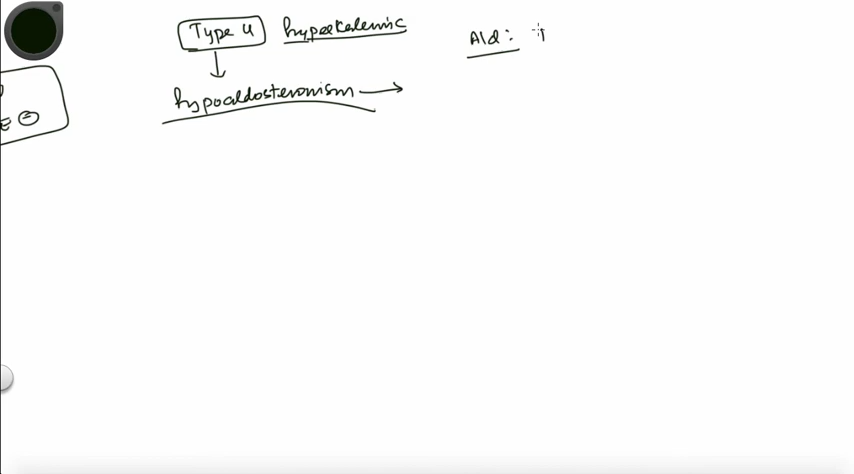 Type 4 hyperkalemic
Ald: ↑
hypoaldosteronism →
E ⊖